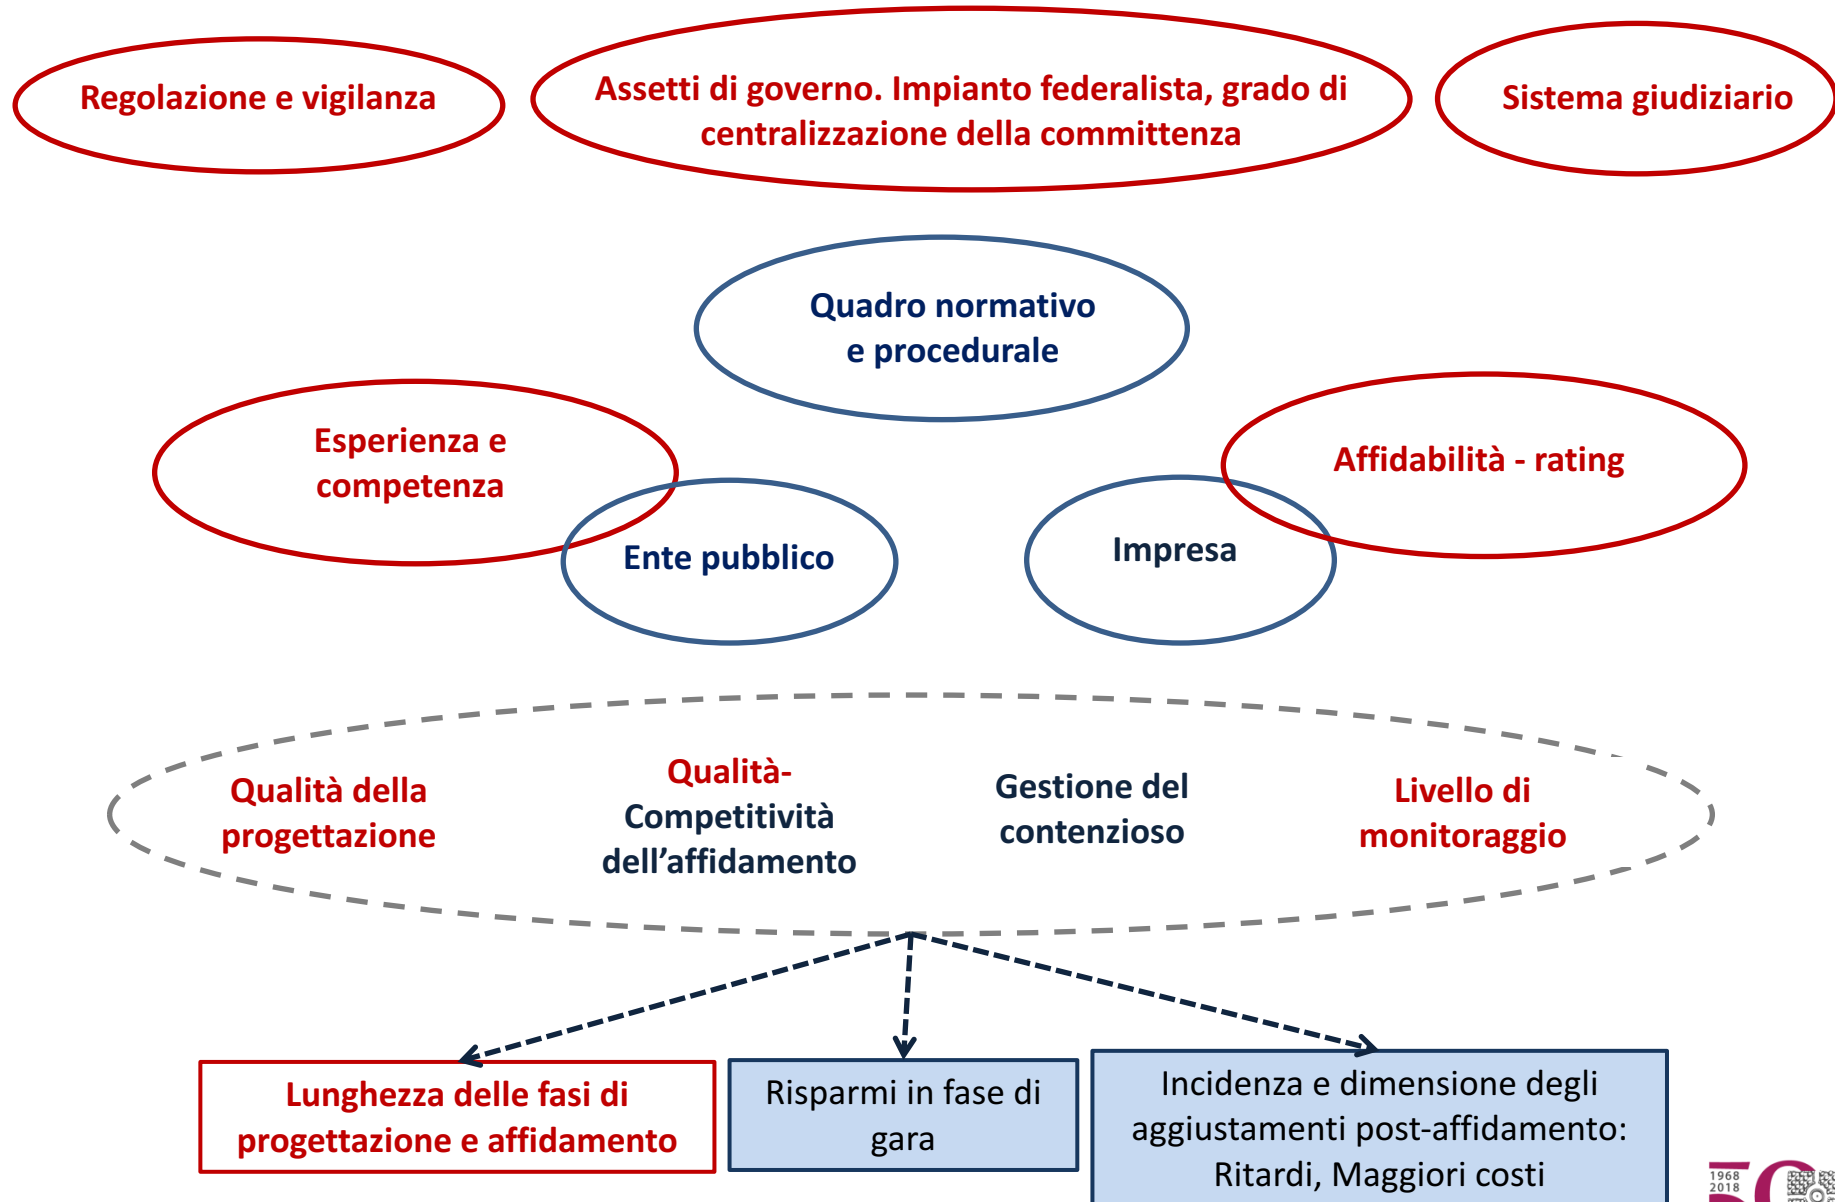 Regolazione e vigilanza
Assetti di governo. Impianto federalista, grado di
centralizzazione della committenza
Sistema giudiziario
Quadro normativo
e procedurale
Esperienza e
competenza
Affidabilità - rating
Ente pubblico
Impresa
Qualità della
progettazione
Qualità-
Competitività
dell’affidamento
Gestione del
contenzioso
Livello di
monitoraggio
Lunghezza delle fasi di
progettazione e affidamento
Risparmi in fase di
gara
Incidenza e dimensione degli
aggiustamenti post-affidamento:
Ritardi, Maggiori costi
1968
2018
50